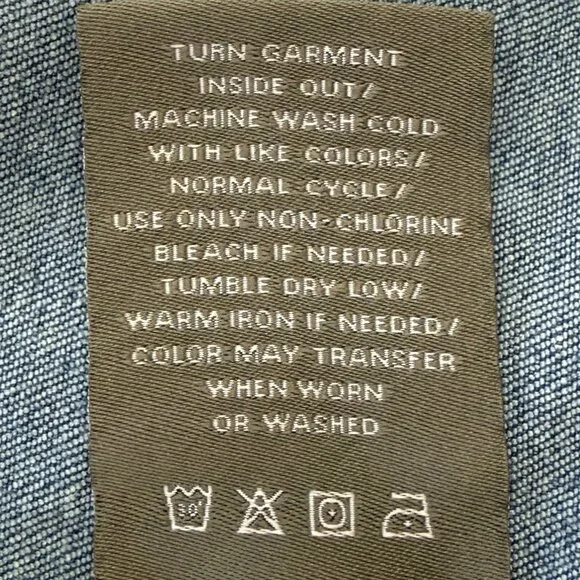 TURN GARMENT
INSIDE OUT/
MACHINE WASH COLD
WITH LIKE COLORS/
NORMAL CYCLE/
USE ONLY NON-CHLORINE
BLEACH IF NEEDED/
TUMBLE DRY LOW/
WARM IRON IF NEEDED/
COLOR MAY TRANSFER
WHEN WORN
OR WASHED
30°